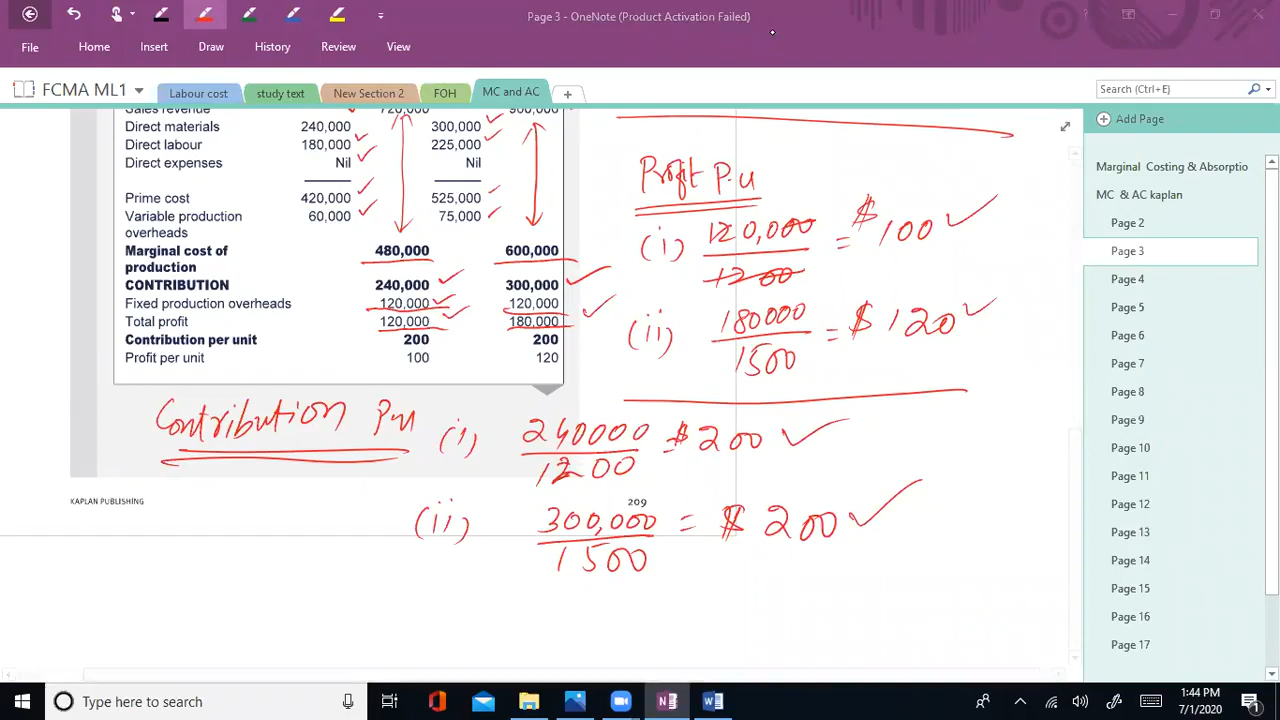 Page 3 - OneNote (Product Activation Failed)
File Home Insert Draw History Review View
FCMA ML1 Labour cost study text New Section 2 FOH MC and AC
Search (Ctrl+E)
Add Page
Sales revenue 720,000 900,000
Direct materials 240,000 300,000
Direct labour 180,000 225,000
Direct expenses Nil Nil
Prime cost 420,000 525,000
Variable production 60,000 75,000
overheads
Marginal cost of 480,000 600,000
production
CONTRIBUTION 240,000 300,000
Fixed production overheads 120,000 120,000
Total profit 120,000 180,000
Contribution per unit 200 200
Profit per unit 100 120
Profit P.u
(i) 120,000 = $100
1200
(ii) 180000 = $120
1500
Contribution P.u (i) 240000 = $200
1200
KAPLAN PUBLISHING 209
(ii) 300,000 = $200
1500
Marginal Costing & Absorptio
MC & AC kaplan
Page 2
Page 3
Page 4
Page 5
Page 6
Page 7
Page 8
Page 9
Page 10
Page 11
Page 12
Page 13
Page 14
Page 15
Page 16
Page 17
Type here to search
1:44 PM
7/1/2020